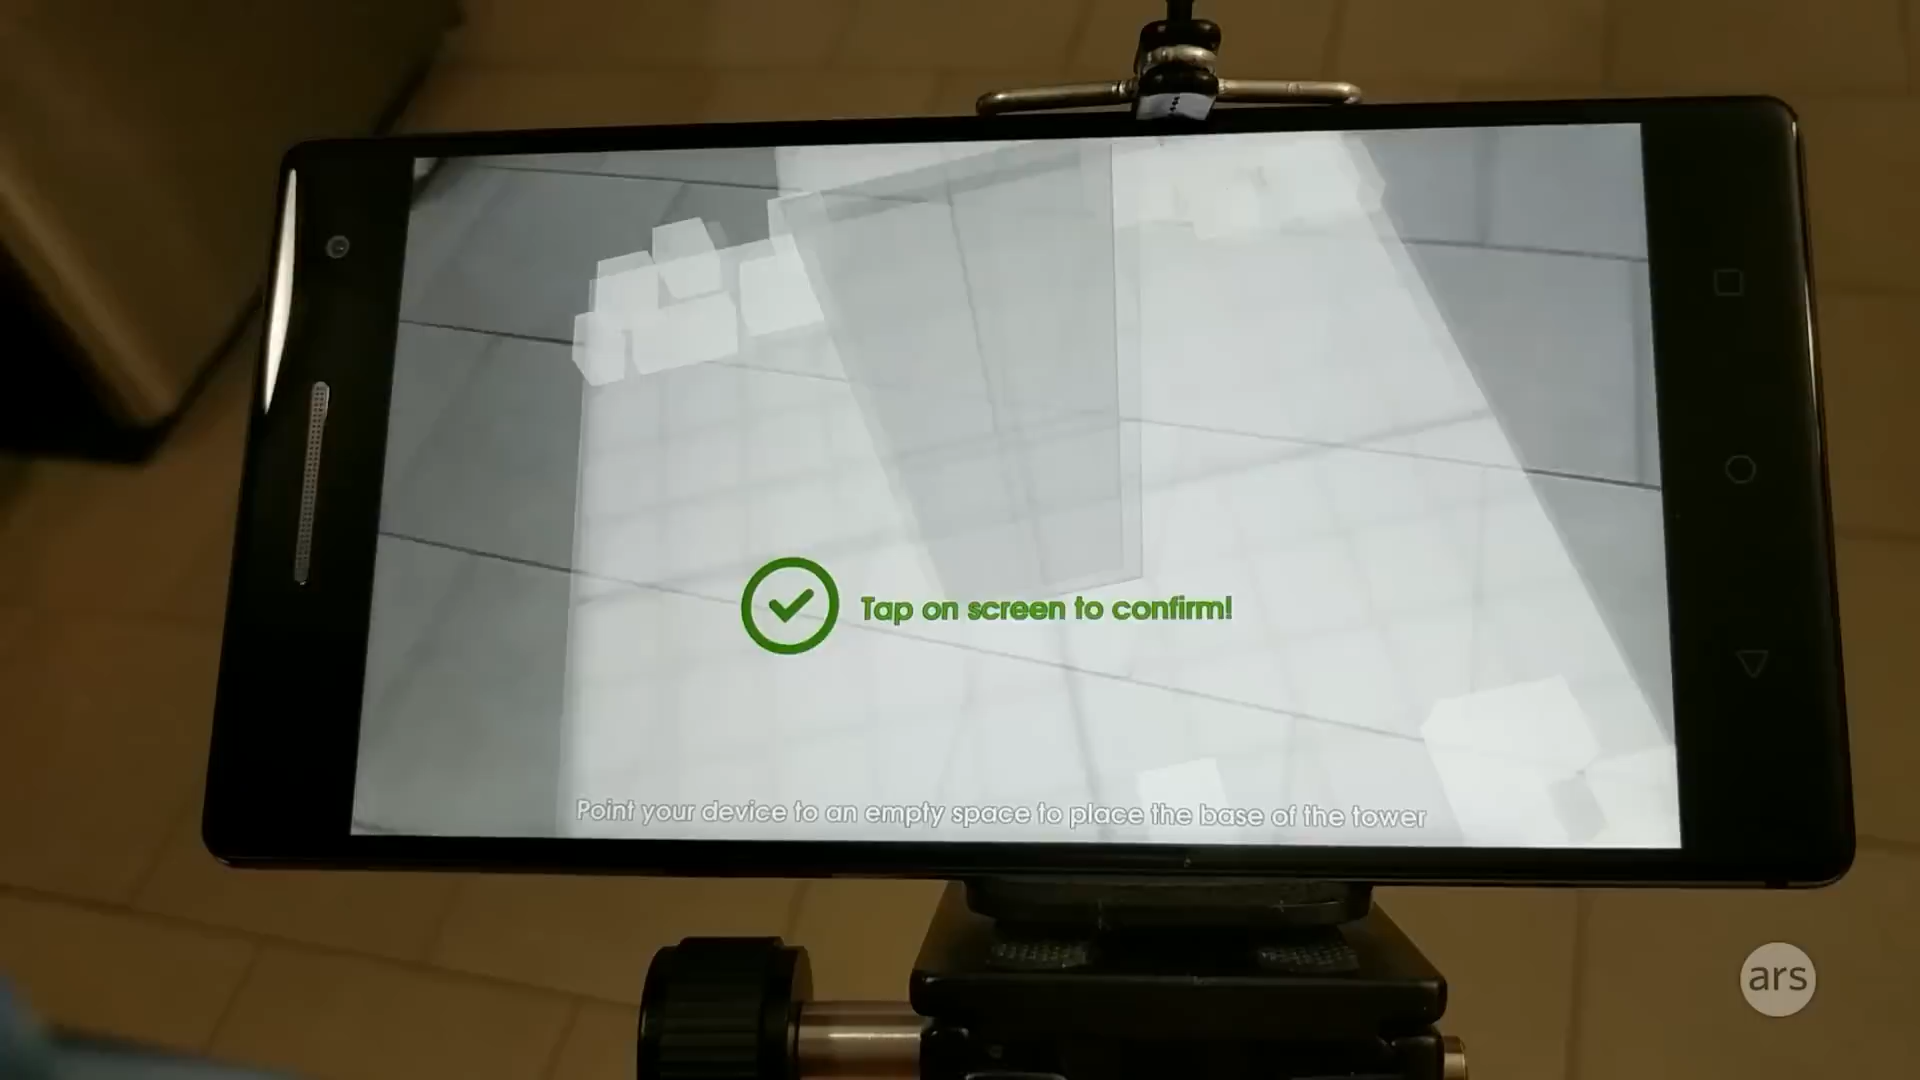 Tap on screen to confirm!
Point your device to an empty space to place the base of the tower
ars